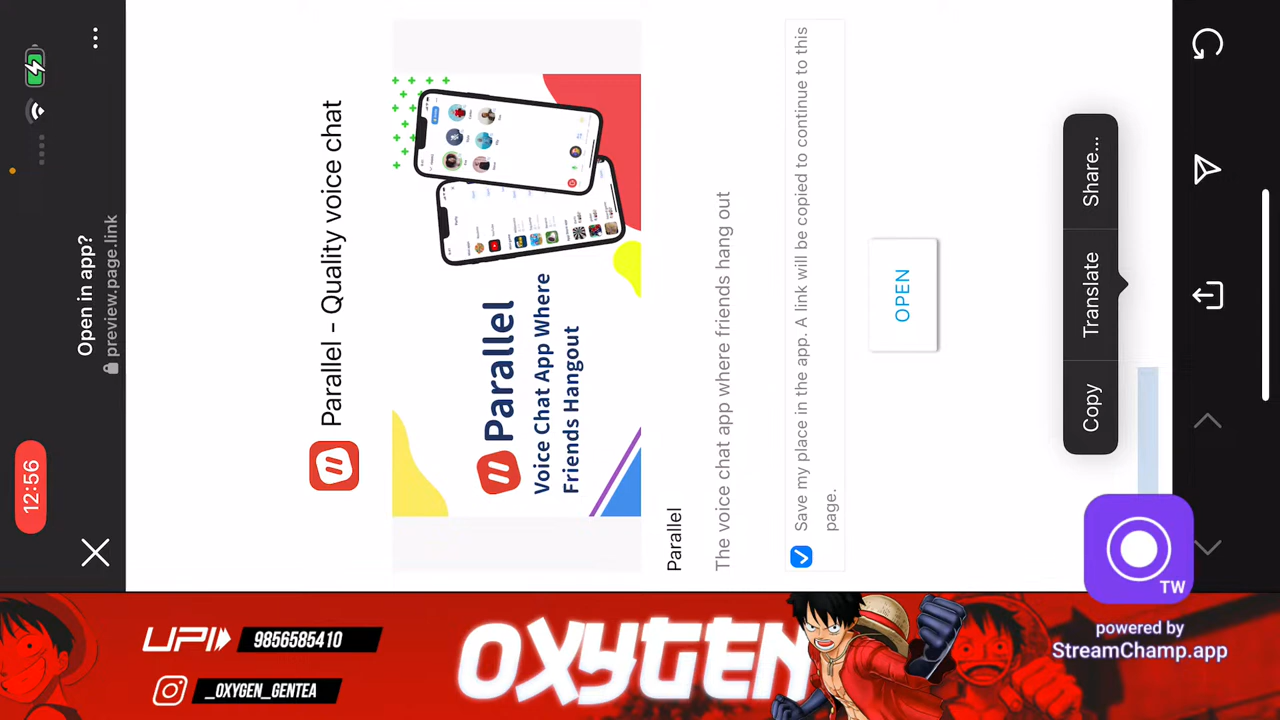 12:56
Open in app?
preview.page.link
Parallel - Quality voice chat
Parallel
Voice Chat App Where
Friends Hangout
Parallel
The voice chat app where friends hang out
Save my place in the app. A link will be copied to continue to this
page.
OPEN
Copy
Translate
Share...
TW
powered by
StreamChamp.app
UPI
9856585410
_OXYGEN_GENTEA
OXYGEN